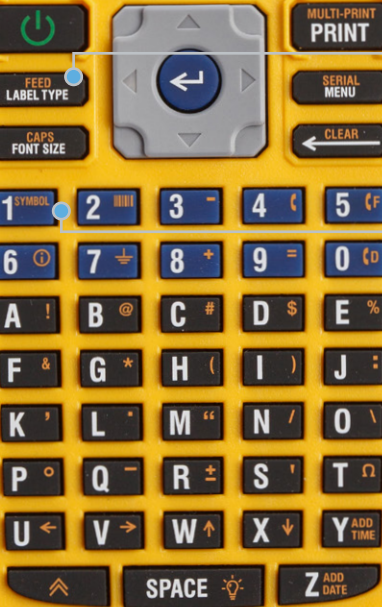 MULTI-PRINT
PRINT
FEED
LABEL TYPE
SERIAL
MENU
CAPS
FONT SIZE
CLEAR
1 SYMBOL 2 3 - 4 ( 5 (F
6 7 8 + 9 = 0 (D
A ! B @ C # D $ E %
F & G * H ( I ) J :
K ' L . M “ N / O \
P ° Q - R ± S ' T Ω
U ← V → W ↑ X ↓ Y ADD TIME
SPACE Z ADD DATE